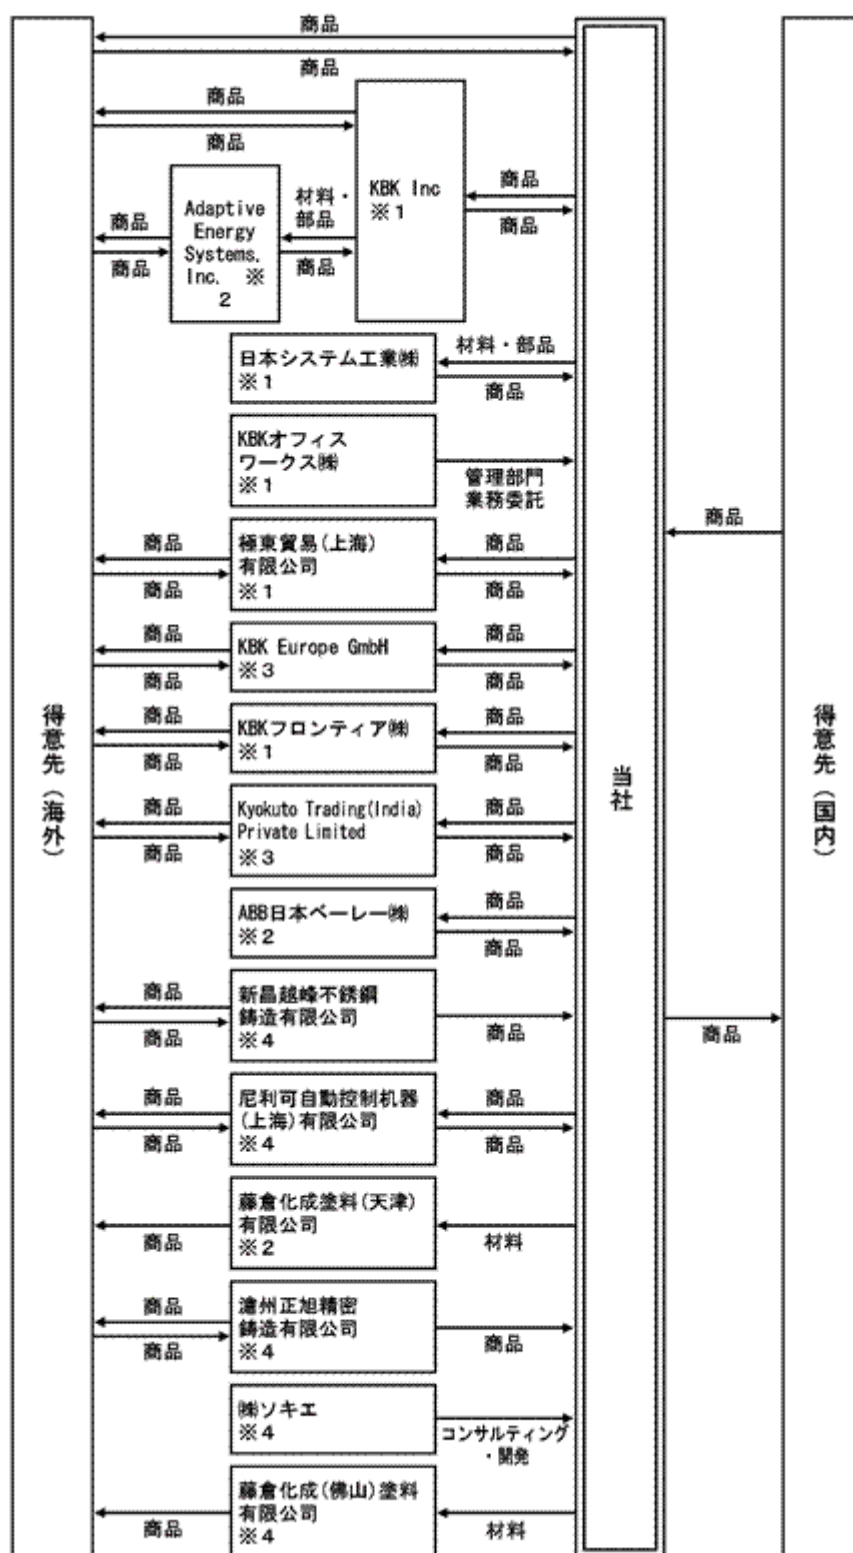 商品
商品
商品
商品
KBK Inc
※1
商品
商品
Adaptive
Energy
Systems.
Inc. ※
2
材料・
部品
商品
商品
商品
日本システム工業㈱
※1
材料・部品
商品
KBKオフィス
ワークス㈱
※1
管理部門
業務委託
商品
極東貿易(上海)
有限公司
※1
商品
商品
商品
商品
KBK Europe GmbH
※3
商品
商品
商品
商品
KBKフロンティア㈱
※1
商品
商品
商品
商品
得意先(海外)
当社
得意先(国内)
Kyokuto Trading(India)
Private Limited
※3
商品
商品
商品
商品
ABB日本ベーレー㈱
※2
商品
商品
新昌越峰不銹鋼
鋳造有限公司
※4
商品
商品
商品
商品
尼利可自動控制机器
(上海)有限公司
※4
商品
商品
商品
商品
藤倉化成塗料(天津)
有限公司
※2
商品
材料
正旭精密
鋳造有限公司
※4
商品
商品
商品
㈱ソキエ
※4
コンサルティング
・開発
藤倉化成(佛山)塗料
有限公司
※4
商品
材料